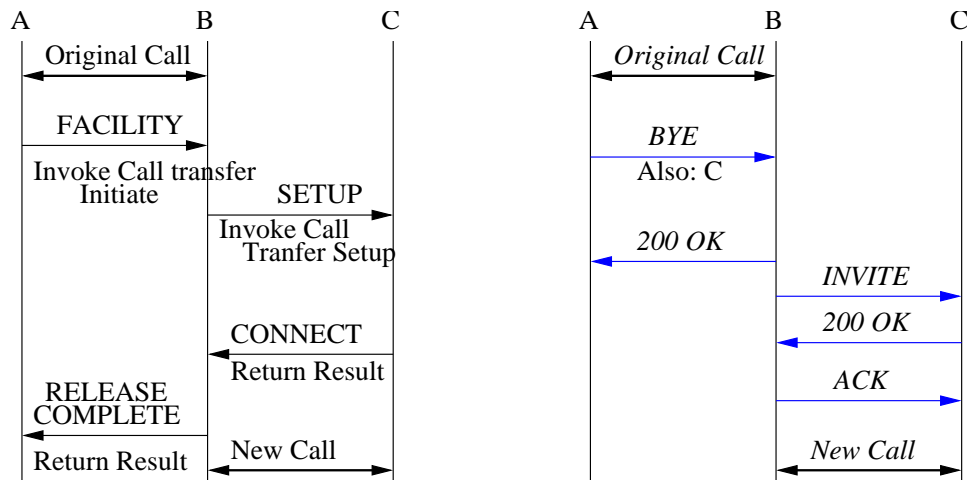 A B C
Original Call
FACILITY
Invoke Call transfer
Initiate
SETUP
Invoke Call
Tranfer Setup
CONNECT
Return Result
RELEASE
COMPLETE
Return Result
New Call
A B C
Original Call
BYE
Also: C
200 OK
INVITE
200 OK
ACK
New Call